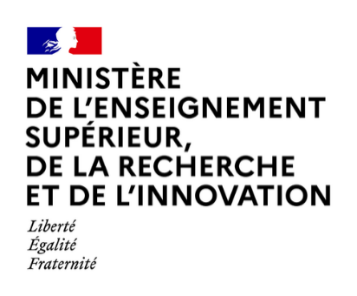 MINISTÈRE
DE L'ENSEIGNEMENT
SUPÉRIEUR,
DE LA RECHERCHE
ET DE L'INNOVATION
Liberté
Égalité
Fraternité